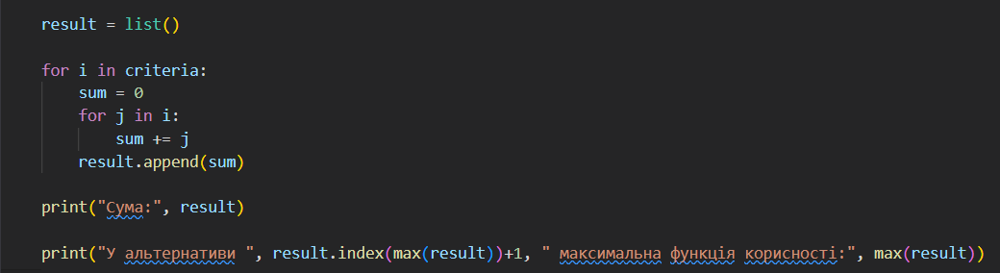 result = list()
for i in criteria:
    sum = 0
    for j in i:
        sum += j
    result.append(sum)
print("Сума:", result)
print("У альтернативи ", result.index(max(result))+1, " максимальна функція корисності:", max(result))